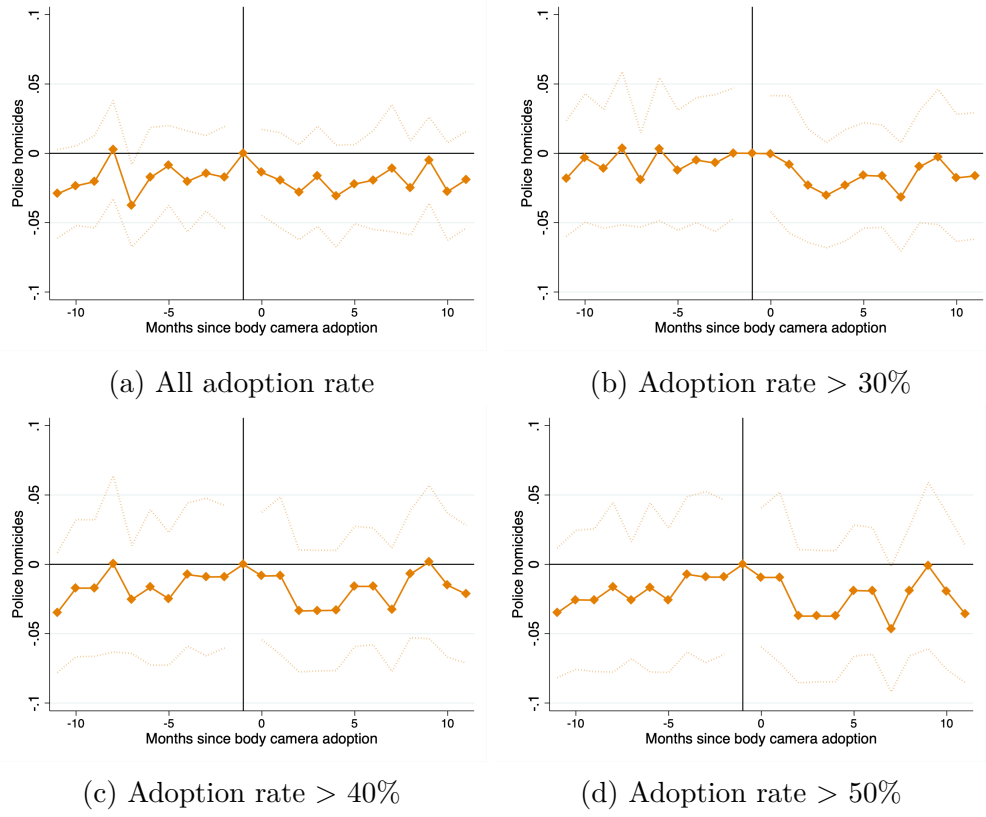 .1
.05
0
-.05
-.1
Police homicides
-10 -5 0 5 10
Months since body camera adoption
(a) All adoption rate
.1
.05
0
-.05
-.1
Police homicides
-10 -5 0 5 10
Months since body camera adoption
(b) Adoption rate > 30%
.1
.05
0
-.05
-.1
Police homicides
-10 -5 0 5 10
Months since body camera adoption
(c) Adoption rate > 40%
.1
.05
0
-.05
-.1
Police homicides
-10 -5 0 5 10
Months since body camera adoption
(d) Adoption rate > 50%